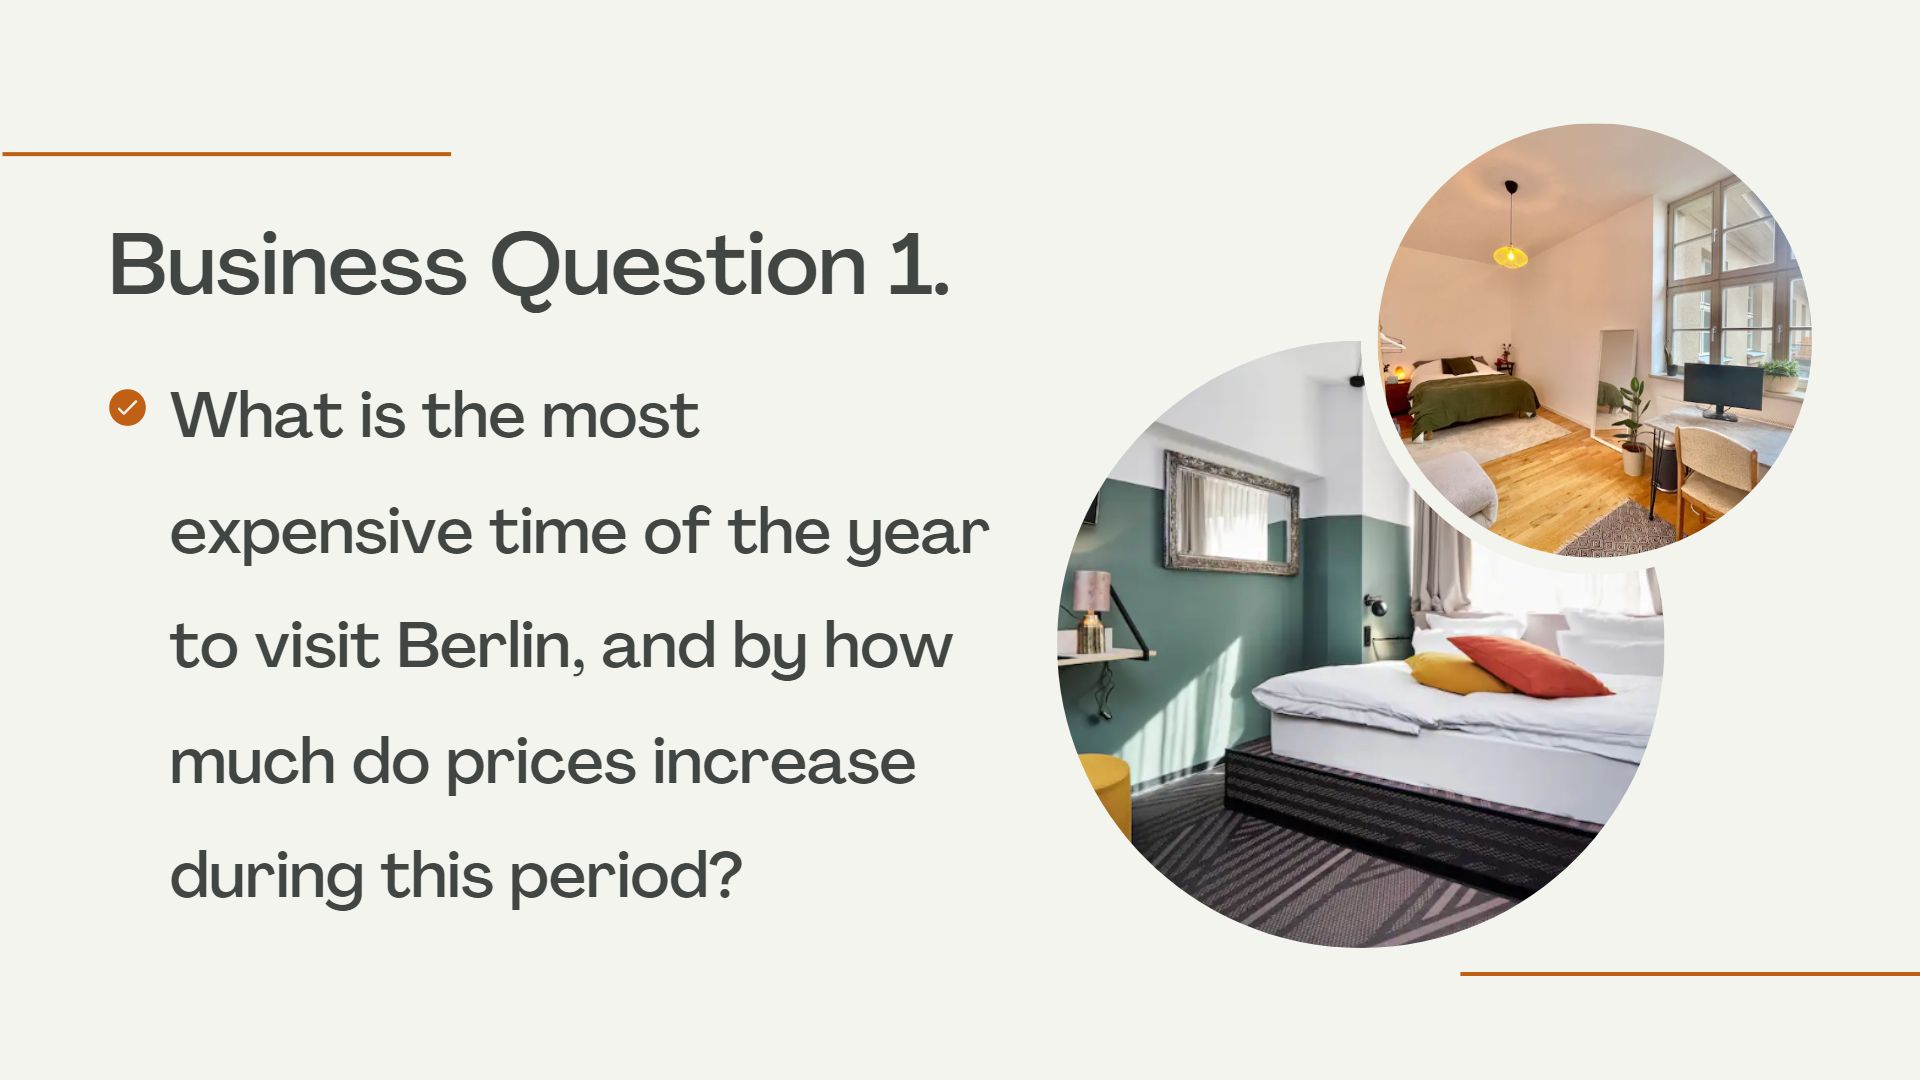 Business Question 1.
What is the most
expensive time of the year
to visit Berlin, and by how
much do prices increase
during this period?